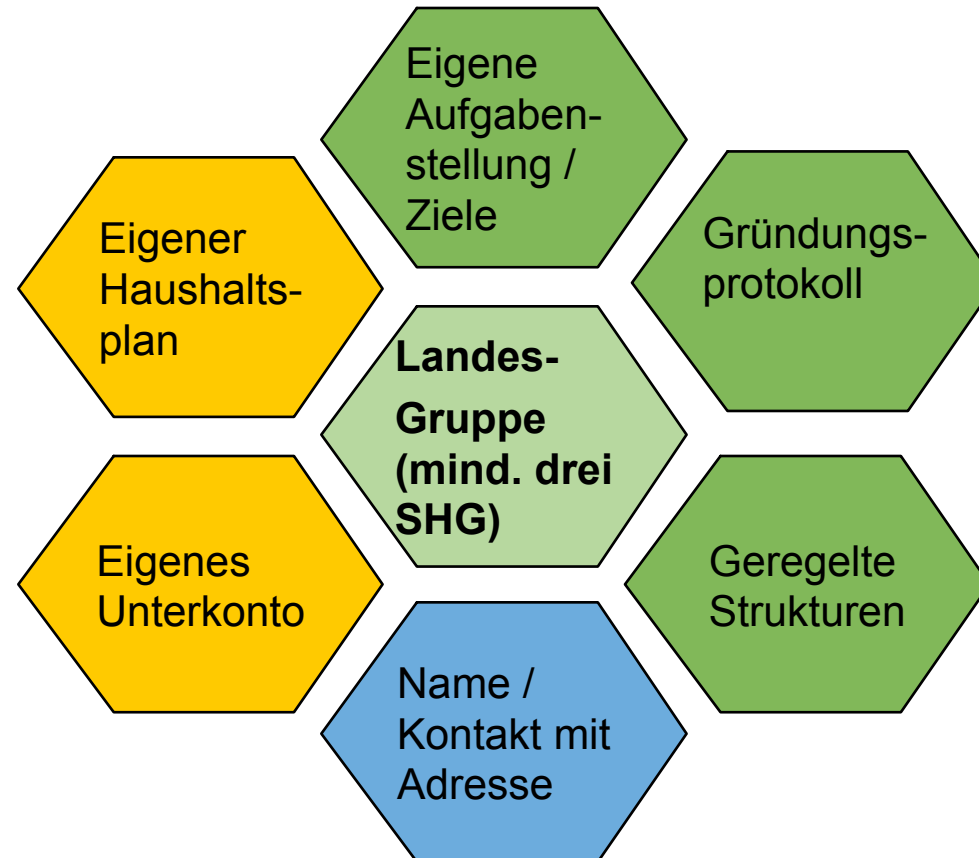 Eigene
Aufgaben-
stellung /
Ziele
Eigener
Haushalts-
plan
Gründungs-
protokoll
Landes-
Gruppe
(mind. drei
SHG)
Eigenes
Unterkonto
Geregelte
Strukturen
Name /
Kontakt mit
Adresse